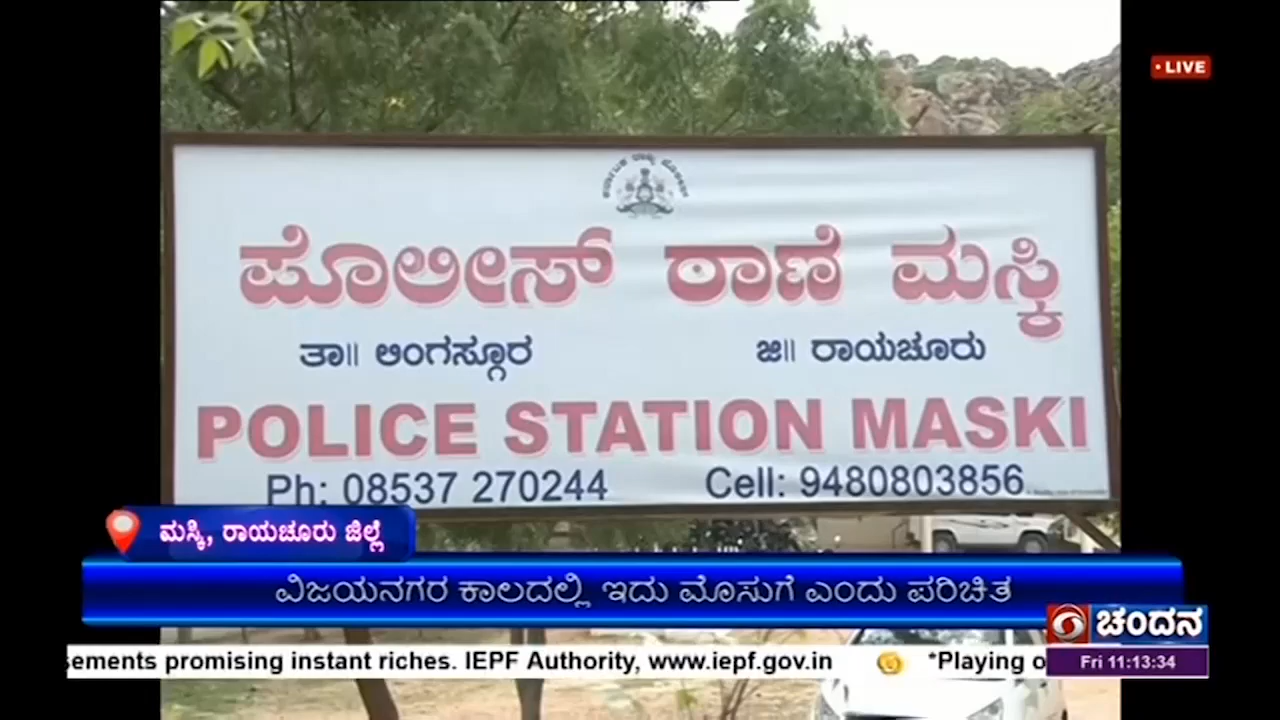 LIVE
ಪೊಲೀಸ್ ಠಾಣೆ ಮಸ್ಕಿ
ತಾ॥ ಲಿಂಗಸ್ಗೂರ ಜಿ॥ ರಾಯಚೂರು
POLICE STATION MASKI
Ph: 08537 270244 Cell: 9480803856
ಮಸ್ಕಿ, ರಾಯಚೂರು ಜಿಲ್ಲೆ
ವಿಜಯನಗರ ಕಾಲದಲ್ಲಿ ಇದು ಮೊಸುಗೆ ಎಂದು ಪರಿಚಿತ
ಚಂದನ
sements promising instant riches. IEPF Authority, www.iepf.gov.in *Playing o
Fri 11:13:34